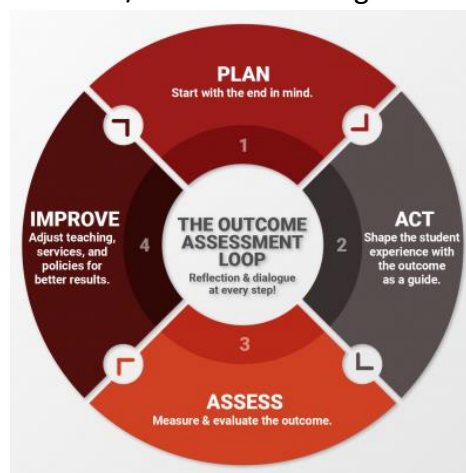 PLAN
Start with the end in mind.
1
ACT
Shape the student
experience with
the outcome
as a guide.
2
ASSESS
Measure & evaluate the outcome.
3
IMPROVE
Adjust teaching,
services, and
policies for
better results.
4
THE OUTCOME
ASSESSMENT
LOOP
Reflection & dialogue
at every step!